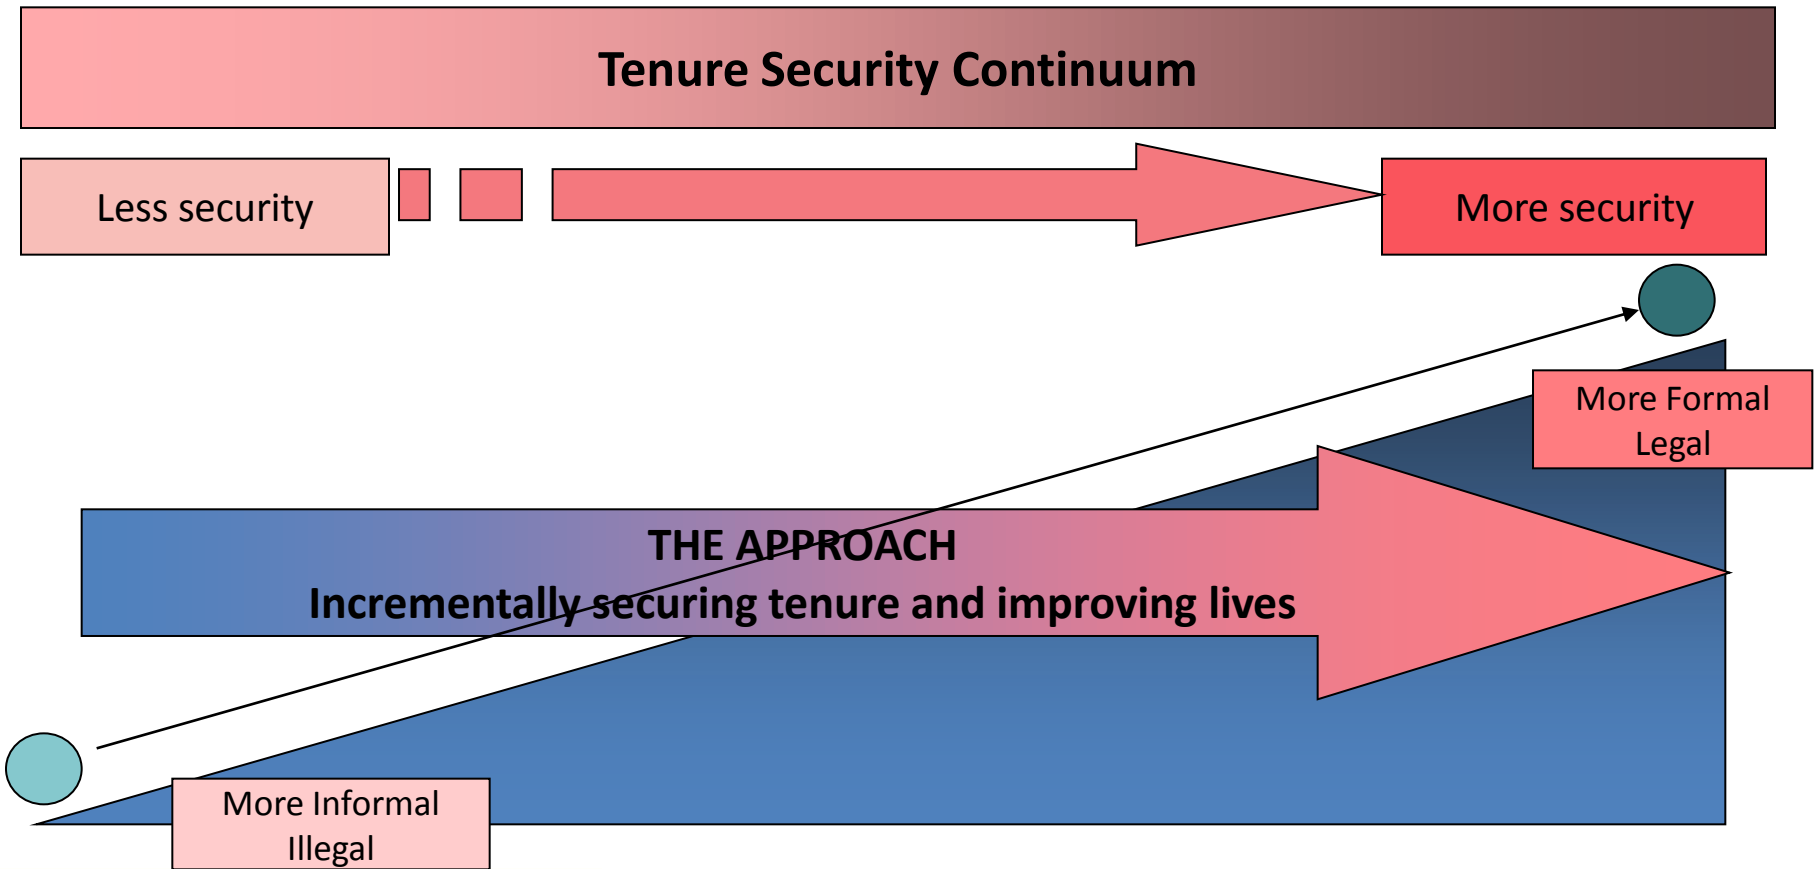 Tenure Security Continuum
Less security
More security
More Formal
Legal
THE APPROACH
Incrementally securing tenure and improving lives
More Informal
Illegal